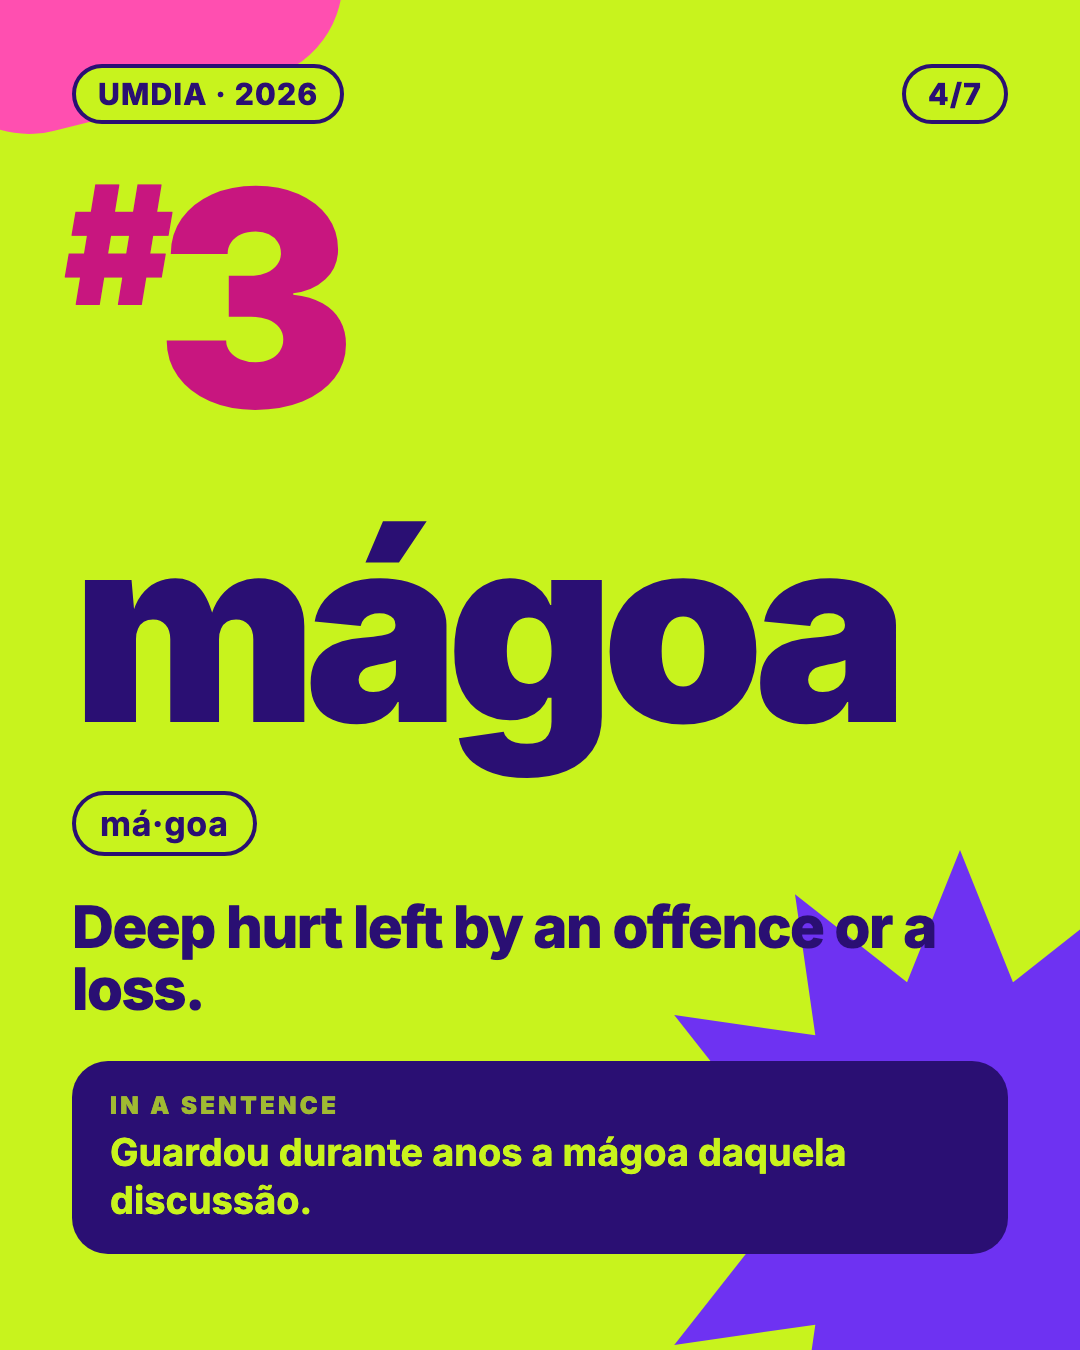 UMDIA · 2026
4/7
#3
mágoa
má·goa
Deep hurt left by an offence or a
loss.
IN A SENTENCE
Guardou durante anos a mágoa daquela
discussão.